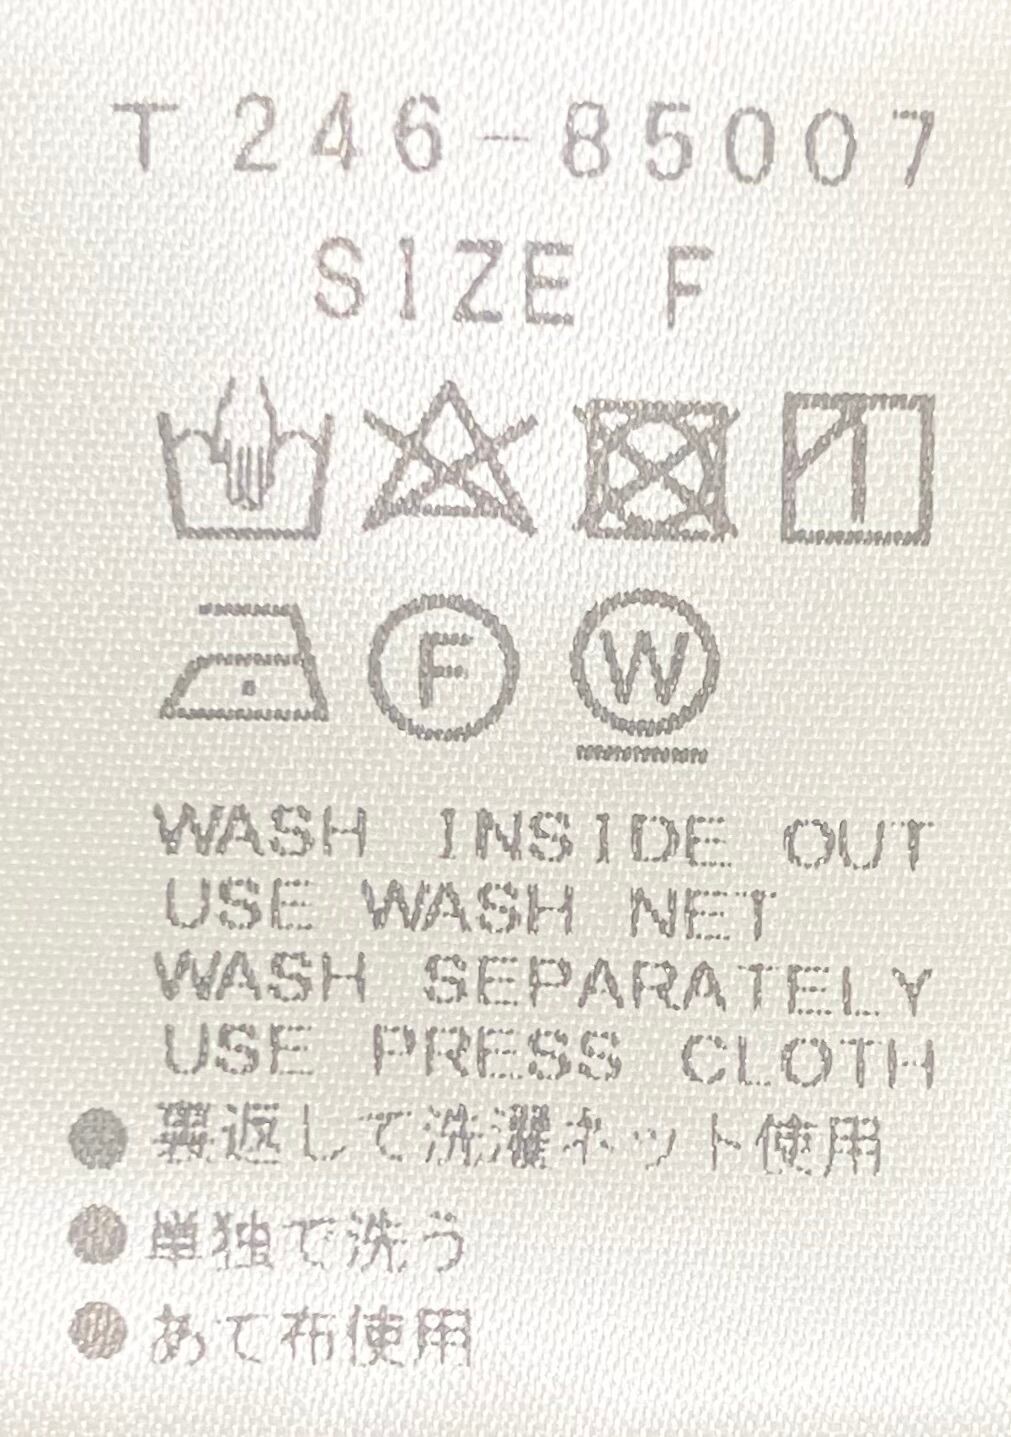 T246-85007
SIZE F
F W
WASH INSIDE OUT
USE WASH NET
WASH SEPARATELY
USE PRESS CLOTH
●裏返して洗濯ネット使用
●単独で洗う
●あて布使用